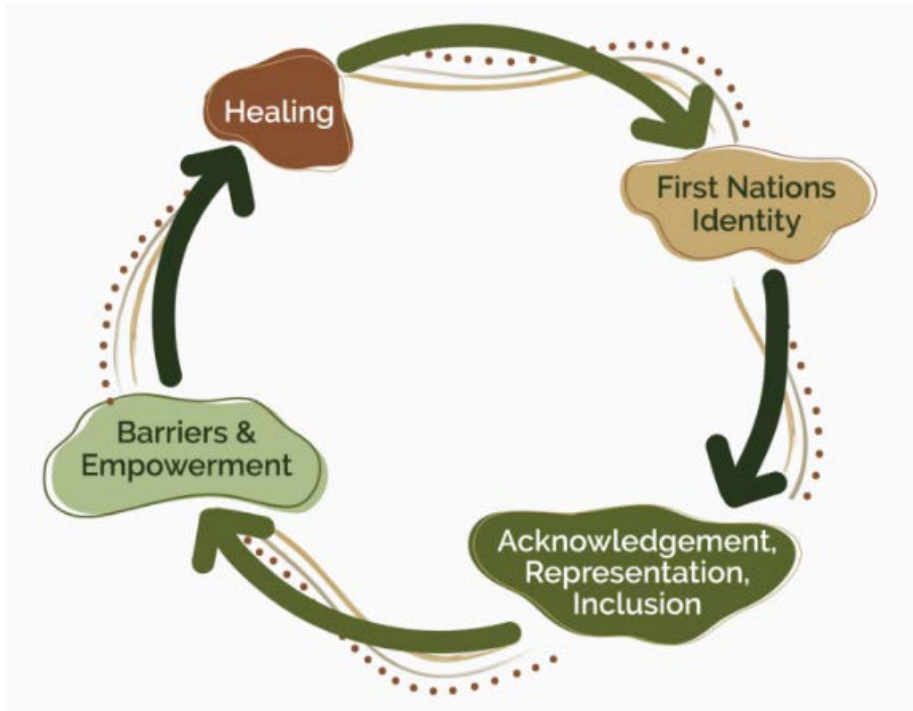 Healing
First Nations
Identity
Acknowledgement,
Representation,
Inclusion
Barriers &
Empowerment